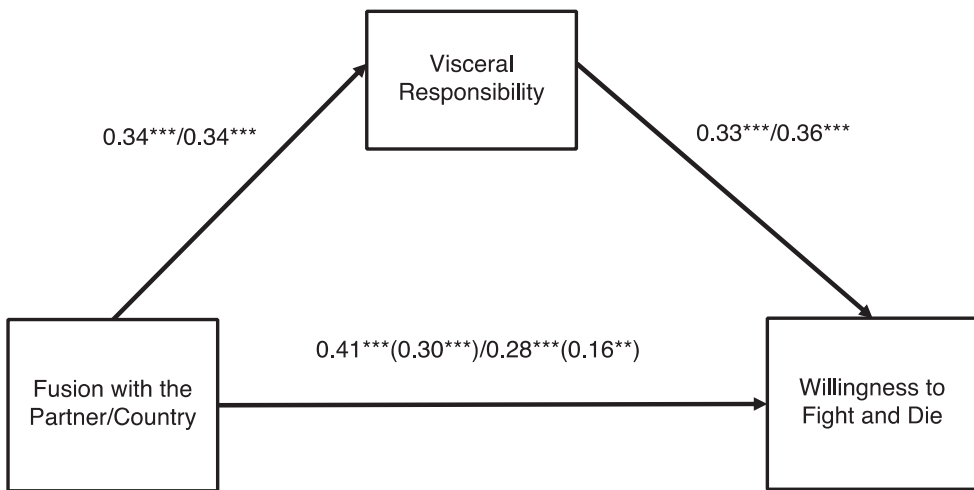 Visceral
Responsibility
0.34***/0.34***
0.33***/0.36***
0.41***(0.30***)/0.28***(0.16**)
Fusion with the
Partner/Country
Willingness to
Fight and Die